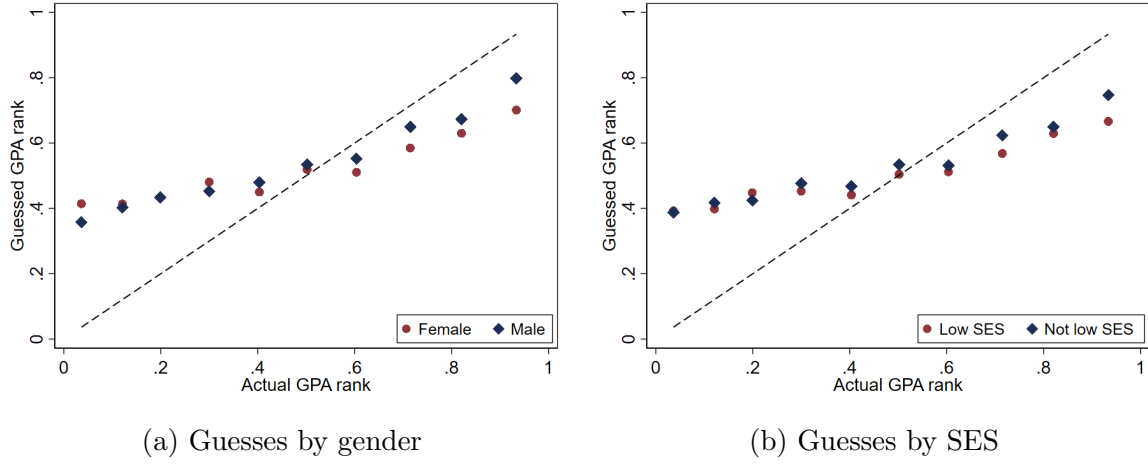 Guessed GPA rank
0 .2 .4 .6 .8 1
0 .2 .4 .6 .8 1
Actual GPA rank
Female Male
(a) Guesses by gender
Guessed GPA rank
0 .2 .4 .6 .8 1
0 .2 .4 .6 .8 1
Actual GPA rank
Low SES Not low SES
(b) Guesses by SES